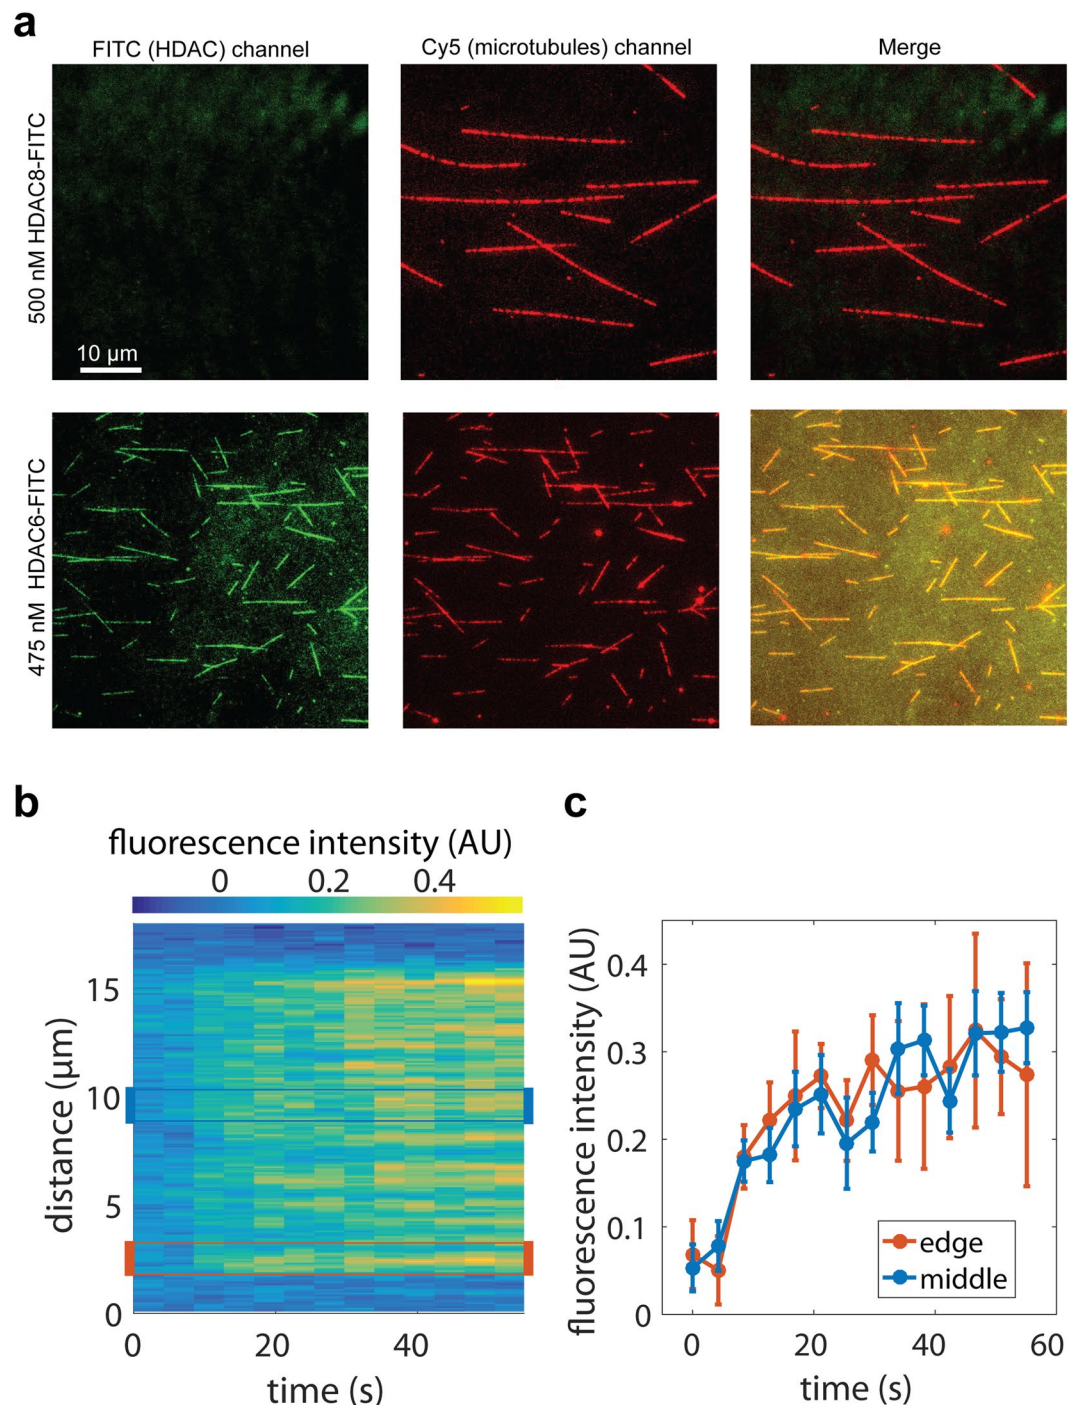 a
FITC (HDAC) channel
Cy5 (microtubules) channel
Merge
500 nM HDAC8-FITC
10 µm
475 nM HDAC6-FITC
b
fluorescence intensity (AU)
0 0.2 0.4
distance (µm)
15
10
5
0
0 20 40
time (s)
c
fluorescence intensity (AU)
0.4
0.3
0.2
0.1
0
edge
middle
0 20 40 60
time (s)